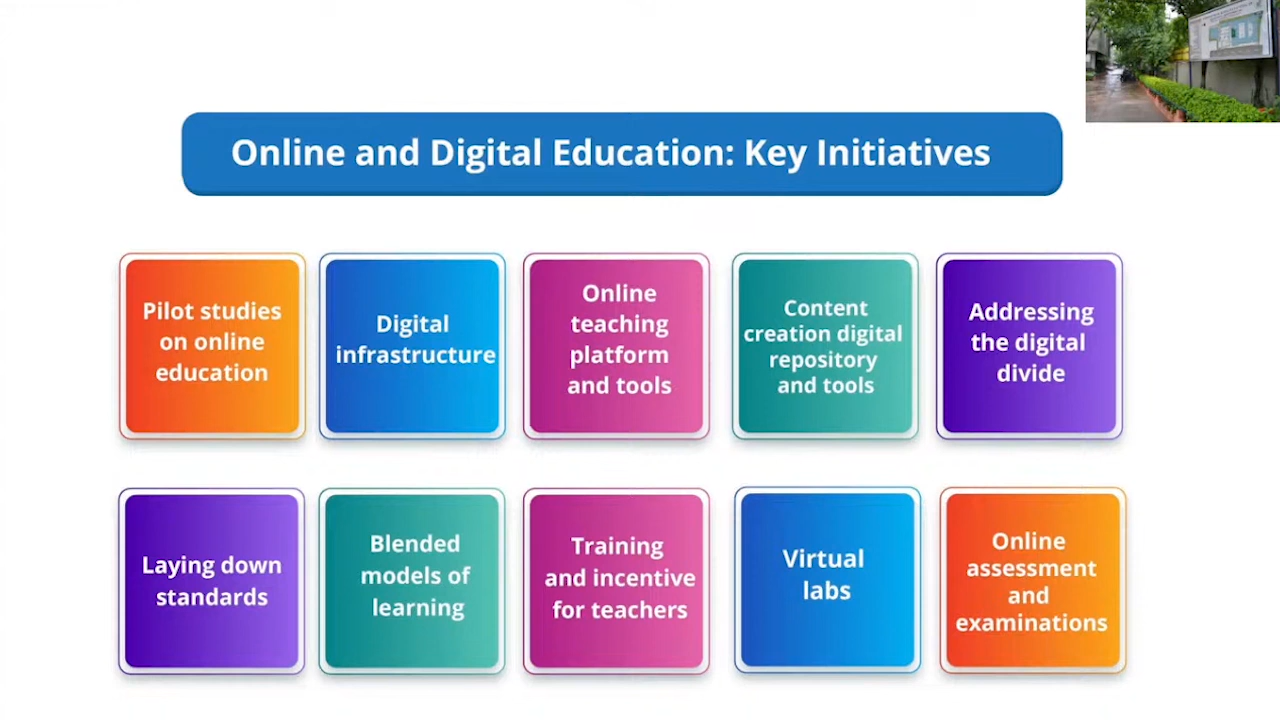 Online and Digital Education: Key Initiatives
Pilot studies
on online
education
Digital
infrastructure
Online
teaching
platform
and tools
Content
creation digital
repository
and tools
Addressing
the digital
divide
Laying down
standards
Blended
models of
learning
Training
and incentive
for teachers
Virtual
labs
Online
assessment
and
examinations